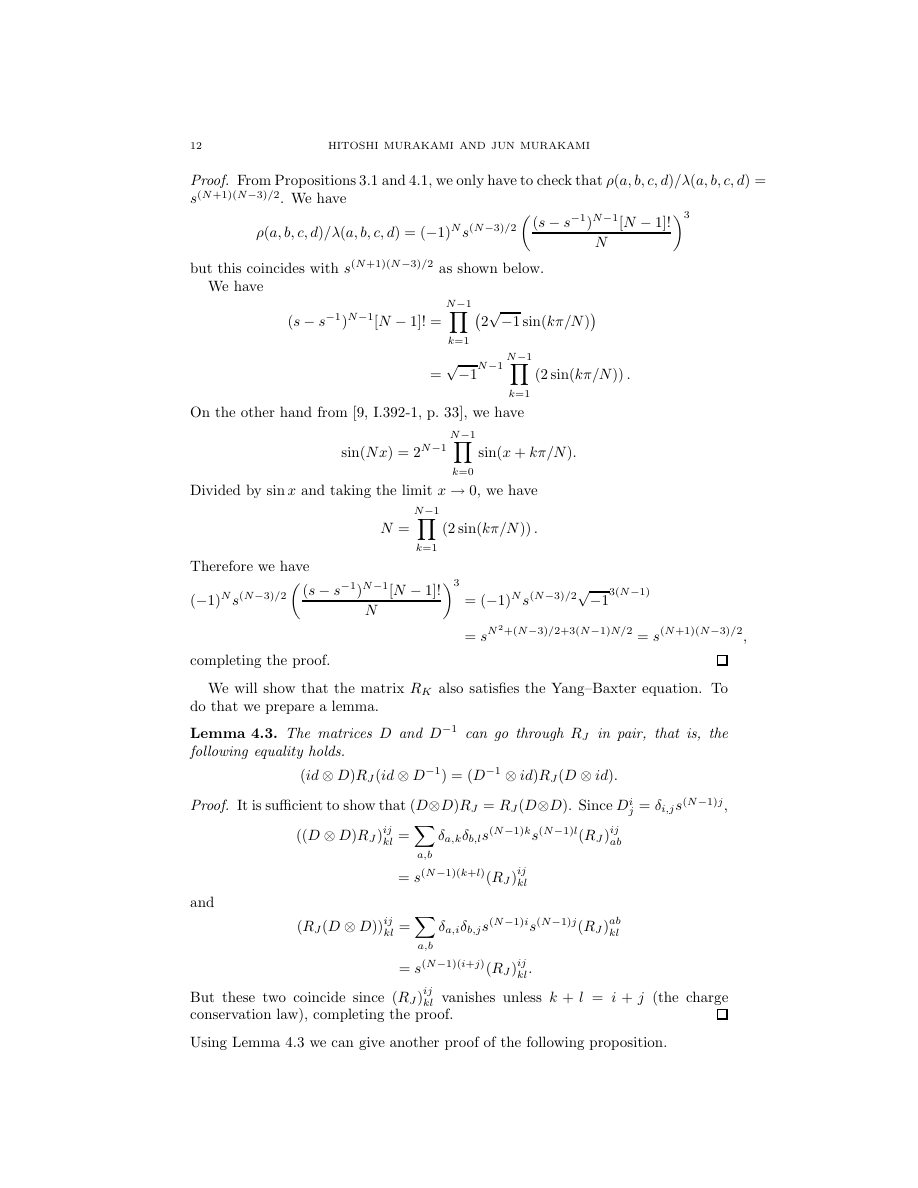 12 HITOSHI MURAKAMI AND JUN MURAKAMI
Proof. From Propositions 3.1 and 4.1, we only have to check that ρ(a, b, c, d)/λ(a, b, c, d) =
s^{(N+1)(N−3)/2}. We have
ρ(a, b, c, d)/λ(a, b, c, d) = (−1)^N s^{(N−3)/2} ( (s − s^{−1})^{N−1}[N − 1]! / N )^3
but this coincides with s^{(N+1)(N−3)/2} as shown below.
We have
(s − s^{−1})^{N−1}[N − 1]! = ∏_{k=1}^{N−1} (2√−1 sin(kπ/N))
= √−1^{N−1} ∏_{k=1}^{N−1} (2 sin(kπ/N)) .
On the other hand from [9, I.392-1, p. 33], we have
sin(Nx) = 2^{N−1} ∏_{k=0}^{N−1} sin(x + kπ/N).
Divided by sin x and taking the limit x → 0, we have
N = ∏_{k=1}^{N−1} (2 sin(kπ/N)) .
Therefore we have
(−1)^N s^{(N−3)/2} ( (s − s^{−1})^{N−1}[N − 1]! / N )^3 = (−1)^N s^{(N−3)/2} √−1^{3(N−1)}
= s^{N^2+(N−3)/2+3(N−1)N/2} = s^{(N+1)(N−3)/2},
completing the proof. □
We will show that the matrix R_K also satisfies the Yang–Baxter equation. To
do that we prepare a lemma.
Lemma 4.3. The matrices D and D^{−1} can go through R_J in pair, that is, the
following equality holds.
(id ⊗ D)R_J(id ⊗ D^{−1}) = (D^{−1} ⊗ id)R_J(D ⊗ id).
Proof. It is sufficient to show that (D⊗D)R_J = R_J(D⊗D). Since D^i_j = δ_{i,j}s^{(N−1)j},
((D ⊗ D)R_J)^{ij}_{kl} = ∑_{a,b} δ_{a,k}δ_{b,l}s^{(N−1)k}s^{(N−1)l}(R_J)^{ij}_{ab}
= s^{(N−1)(k+l)}(R_J)^{ij}_{kl}
and
(R_J(D ⊗ D))^{ij}_{kl} = ∑_{a,b} δ_{a,i}δ_{b,j}s^{(N−1)i}s^{(N−1)j}(R_J)^{ab}_{kl}
= s^{(N−1)(i+j)}(R_J)^{ij}_{kl}.
But these two coincide since (R_J)^{ij}_{kl} vanishes unless k + l = i + j (the charge
conservation law), completing the proof. □
Using Lemma 4.3 we can give another proof of the following proposition.